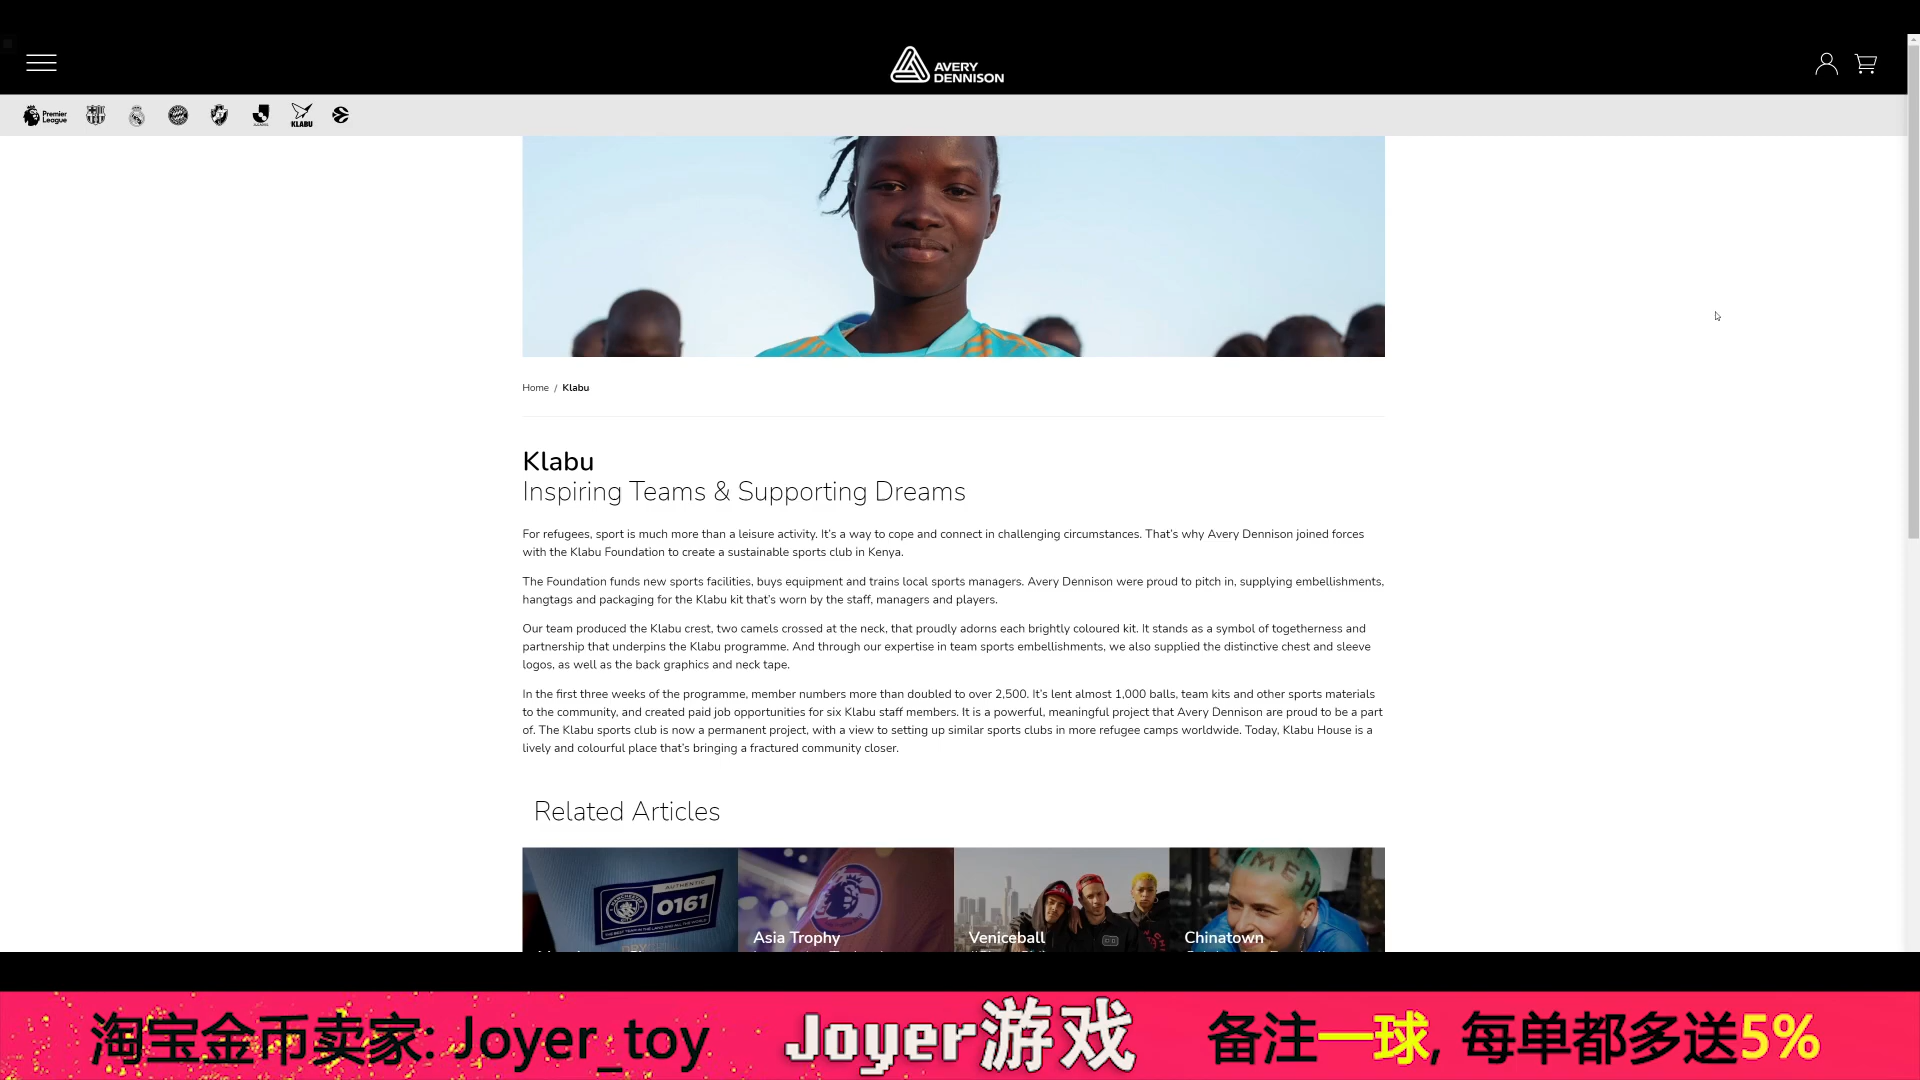 AVERY
DENNISON
Premier
League
KLABU
Home / Klabu
Klabu
Inspiring Teams & Supporting Dreams
For refugees, sport is much more than a leisure activity. It's a way to cope and connect in challenging circumstances. That's why Avery Dennison joined forces
with the Klabu Foundation to create a sustainable sports club in Kenya.
The Foundation funds new sports facilities, buys equipment and trains local sports managers. Avery Dennison were proud to pitch in, supplying embellishments,
hangtags and packaging for the Klabu kit that's worn by the staff, managers and players.
Our team produced the Klabu crest, two camels crossed at the neck, that proudly adorns each brightly coloured kit. It stands as a symbol of togetherness and
partnership that underpins the Klabu programme. And through our expertise in team sports embellishments, we also supplied the distinctive chest and sleeve
logos, as well as the back graphics and neck tape.
In the first three weeks of the programme, member numbers more than doubled to over 2,500. It's lent almost 1,000 balls, team kits and other sports materials
to the community, and created paid job opportunities for six Klabu staff members. It is a powerful, meaningful project that Avery Dennison are proud to be a part
of. The Klabu sports club is now a permanent project, with a view to setting up similar sports clubs in more refugee camps worldwide. Today, Klabu House is a
lively and colourful place that's bringing a fractured community closer.
Related Articles
AUTHENTIC
0161
Asia Trophy
Veniceball
Chinatown
淘宝金币卖家: Joyer_toy
Joyer游戏
备注一球, 每单都多送5%